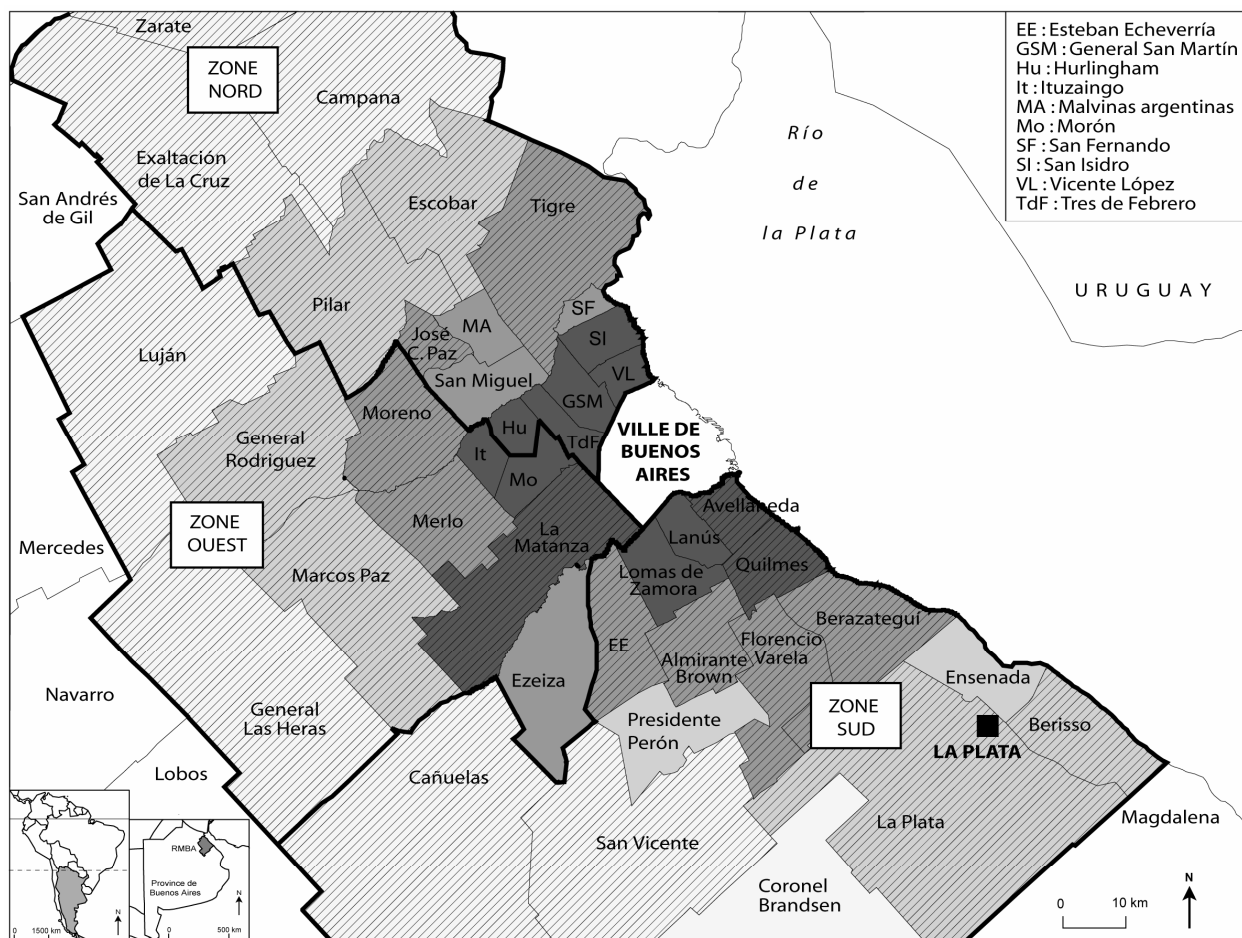 Zarate
ZONE
NORD
Campana
Exaltación
de La Cruz
San Andrés
de Gil
Escobar
Tigre
Río
de
la Plata
URUGUAY
EE : Esteban Echeverría
GSM : General San Martín
Hu : Hurlingham
It : Ituzaingo
MA : Malvinas argentinas
Mo : Morón
SF : San Fernando
SI : San Isidro
VL : Vicente López
TdF : Tres de Febrero
Pilar
Luján
José
C. Paz
MA
SF
SI
VL
San Miguel
GSM
Moreno
Hu
TdF
VILLE DE
BUENOS
AIRES
General
Rodriguez
It
Mo
ZONE
OUEST
Mercedes
Merlo
La
Matanza
Marcos Paz
Avellaneda
Lanús
Quilmes
Lomas de
Zamora
Berazateguí
EE
Florencio
Varela
Almirante
Brown
Ezeiza
Ensenada
Navarro
General
Las Heras
Presidente
Perón
ZONE
SUD
Berisso
LA PLATA
Lobos
Cañuelas
San Vicente
La Plata
Magdalena
Coronel
Brandsen
N
0 10 km
N
0 1500 km
RMBA
Province de
Buenos Aires
N
0 500 km